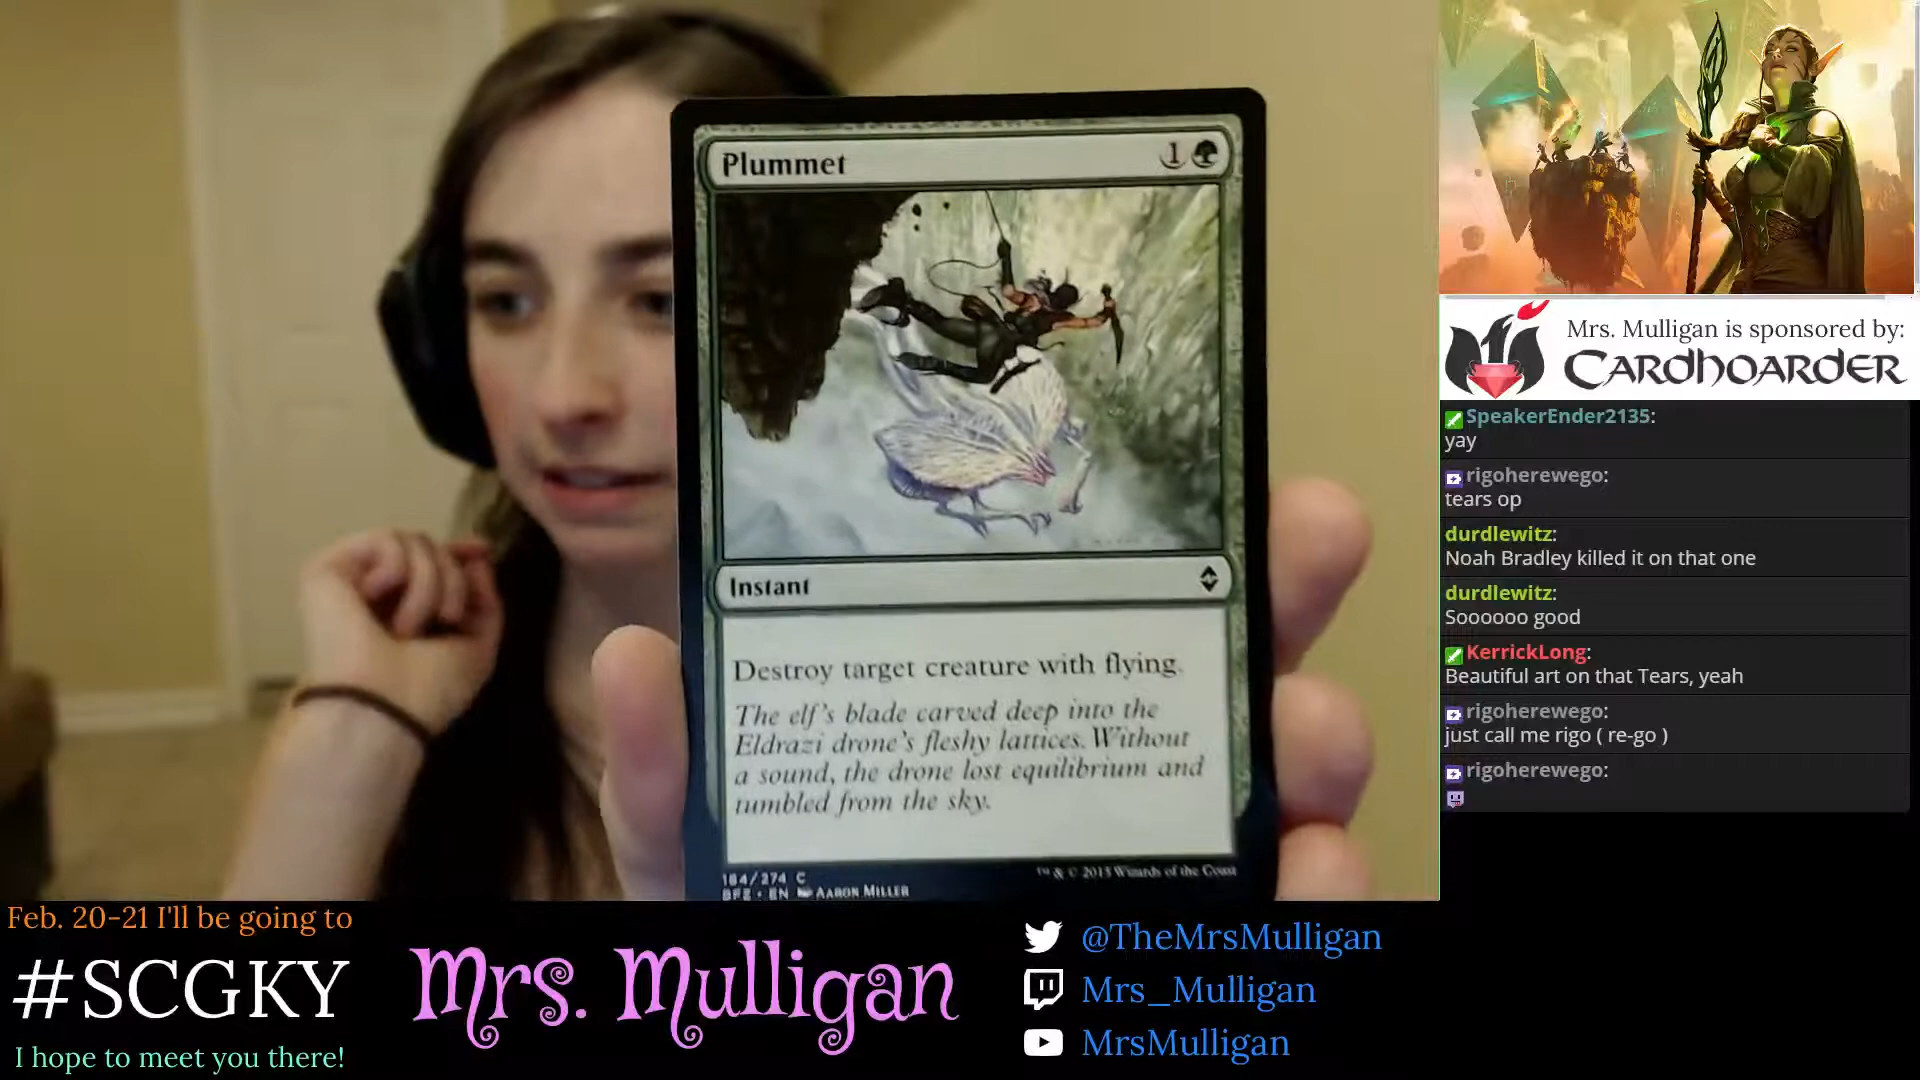 Plummet
1
Instant
Destroy target creature with flying.
The elf's blade carved deep into the
Eldrazi drone's fleshy lattices. Without
a sound, the drone lost equilibrium and
tumbled from the sky.
184/274 C
BFZ • EN AARON MILLER
™ & © 2015 Wizards of the Coast
Mrs. Mulligan is sponsored by:
CARDHOARDER
SpeakerEnder2135:
yay
rigoherewego:
tears op
durdlewitz:
Noah Bradley killed it on that one
durdlewitz:
Soooooo good
KerrickLong:
Beautiful art on that Tears, yeah
rigoherewego:
just call me rigo ( re-go )
rigoherewego:
Feb. 20-21 I'll be going to
#SCGKY
I hope to meet you there!
Mrs. Mulligan
@TheMrsMulligan
Mrs_Mulligan
MrsMulligan